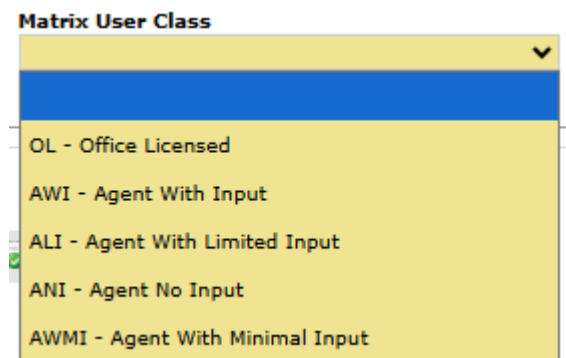 Matrix User Class
OL - Office Licensed
AWI - Agent With Input
ALI - Agent With Limited Input
ANI - Agent No Input
AWMI - Agent With Minimal Input